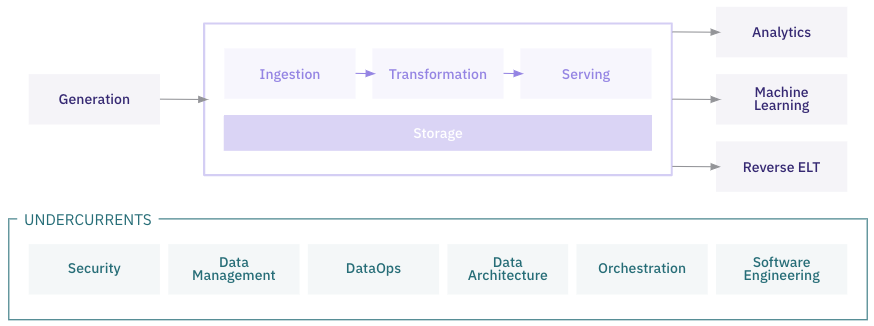 Generation
Ingestion
Transformation
Serving
Storage
Analytics
Machine
Learning
Reverse ELT
UNDERCURRENTS
Security
Data
Management
DataOps
Data
Architecture
Orchestration
Software
Engineering